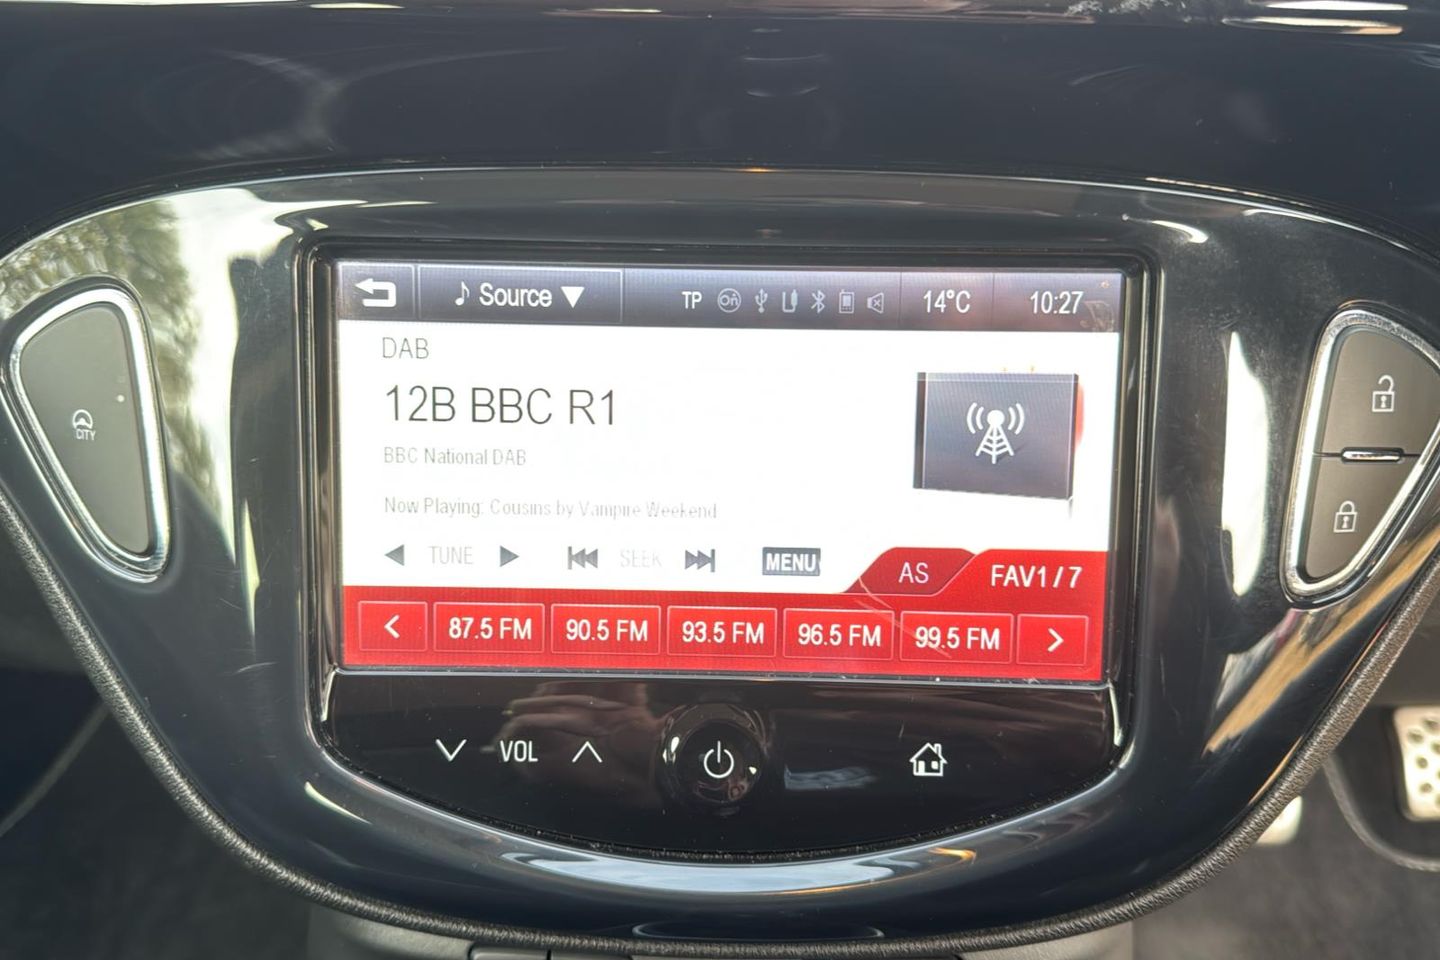 Source TP On 14°C 10:27
DAB
12B BBC R1
BBC National DAB
Now Playing: Cousins by Vampire Weekend
TUNE SEEK MENU AS FAV1/7
87.5 FM 90.5 FM 93.5 FM 96.5 FM 99.5 FM
VOL
CITY